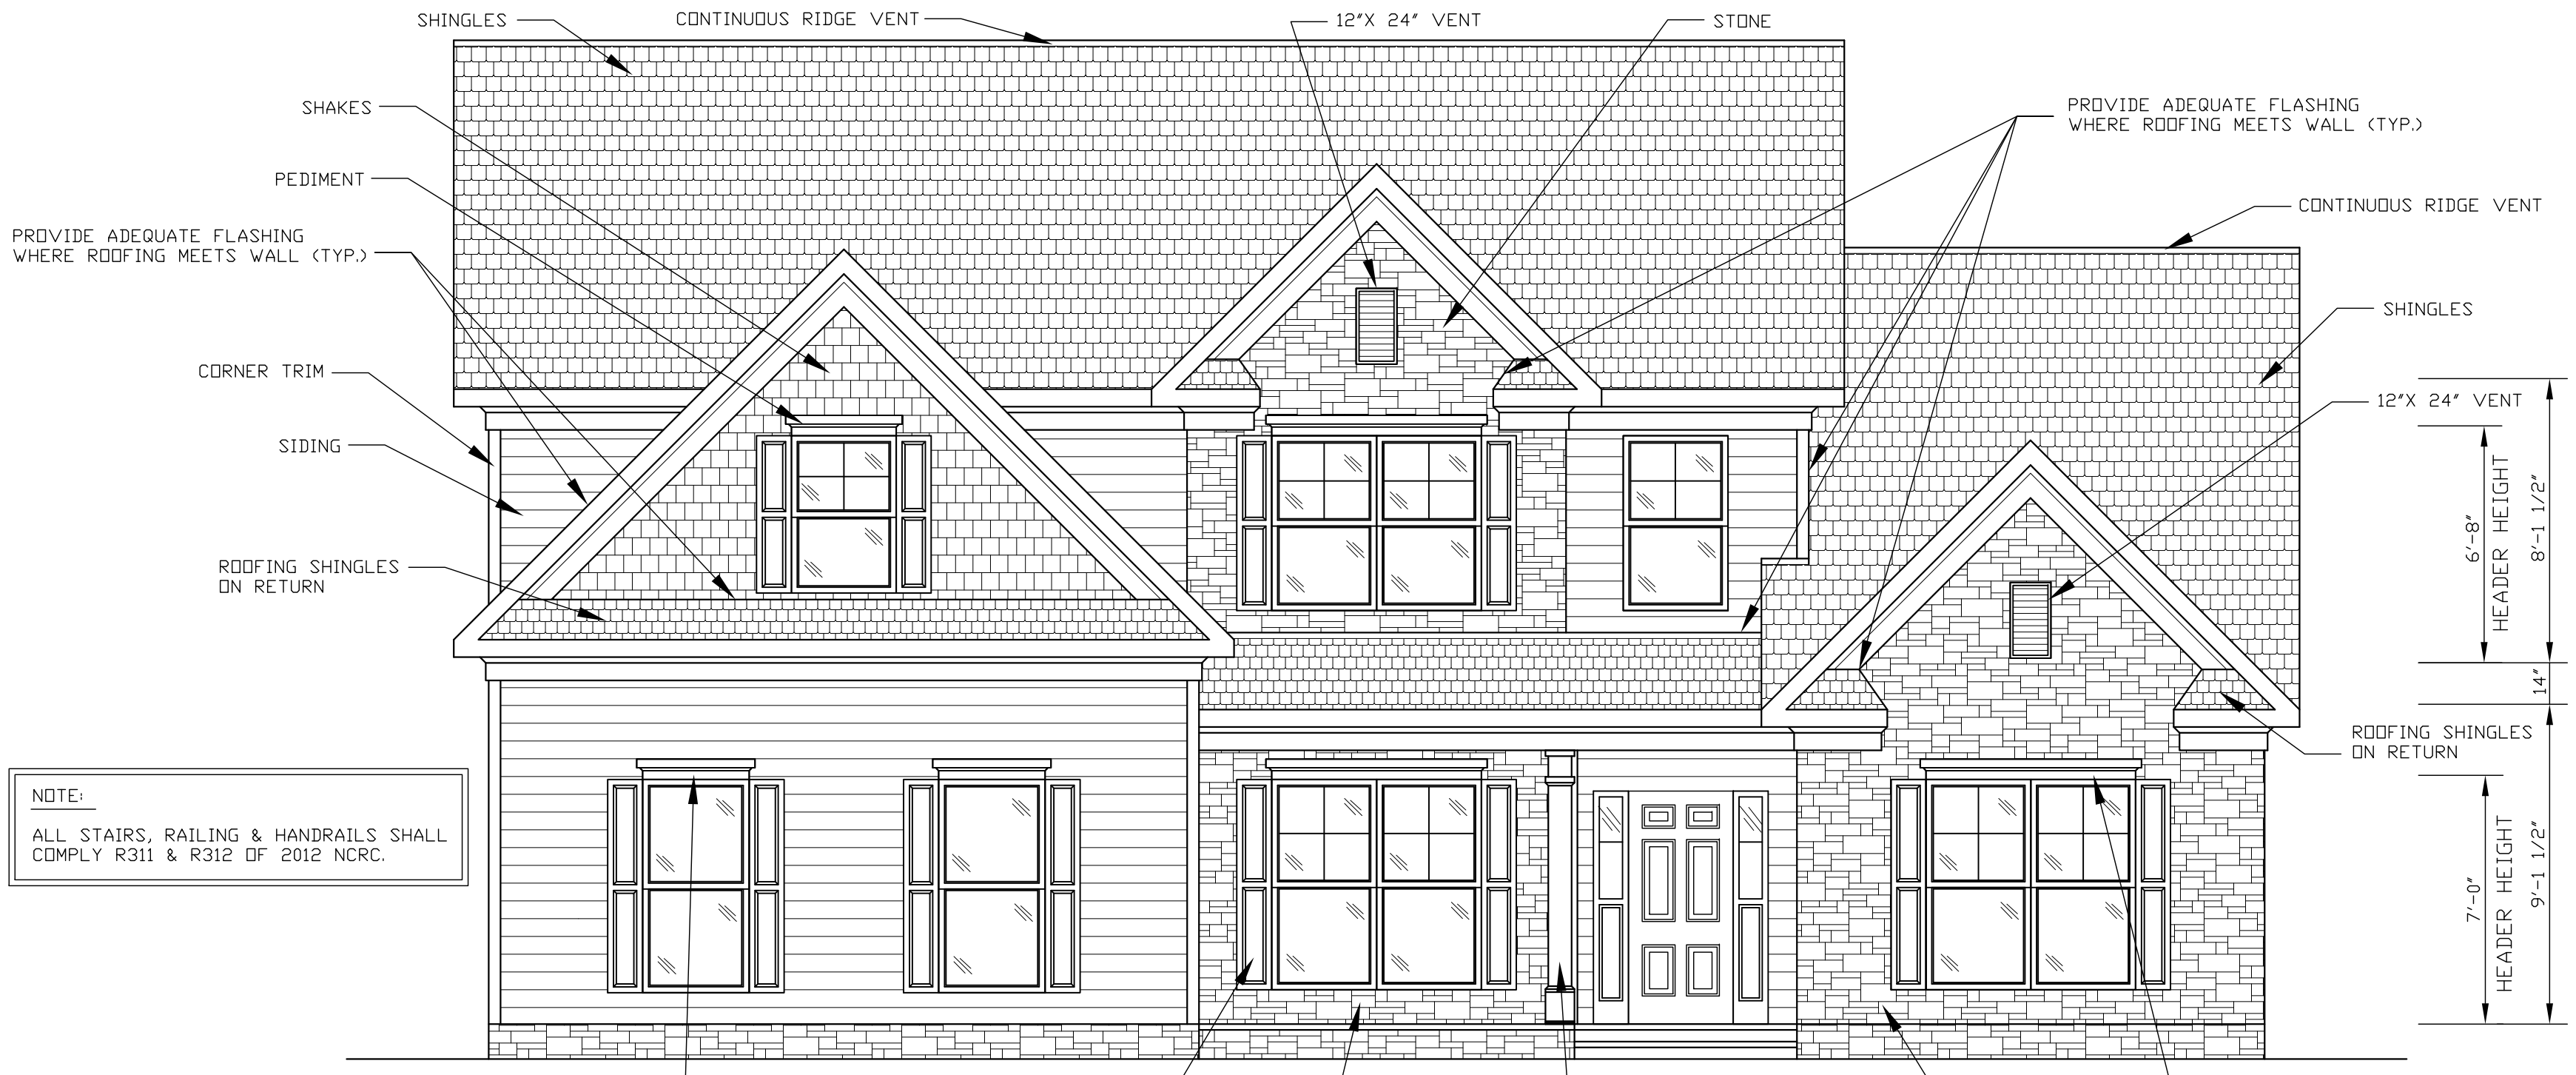 SHINGLES
CONTINUOUS RIDGE VENT
12"X 24" VENT
STONE
SHAKES
PEDIMENT
PROVIDE ADEQUATE FLASHING
WHERE ROOFING MEETS WALL (TYP.)
CORNER TRIM
SIDING
ROOFING SHINGLES
ON RETURN
NOTE:
ALL STAIRS, RAILING & HANDRAILS SHALL
COMPLY R311 & R312 OF 2012 NCRC.
PROVIDE ADEQUATE FLASHING
WHERE ROOFING MEETS WALL (TYP.)
CONTINUOUS RIDGE VENT
SHINGLES
12"X 24" VENT
6'-8"
HEADER HEIGHT
8'-1 1/2"
14"
ROOFING SHINGLES
ON RETURN
7'-0"
HEADER HEIGHT
9'-1 1/2"